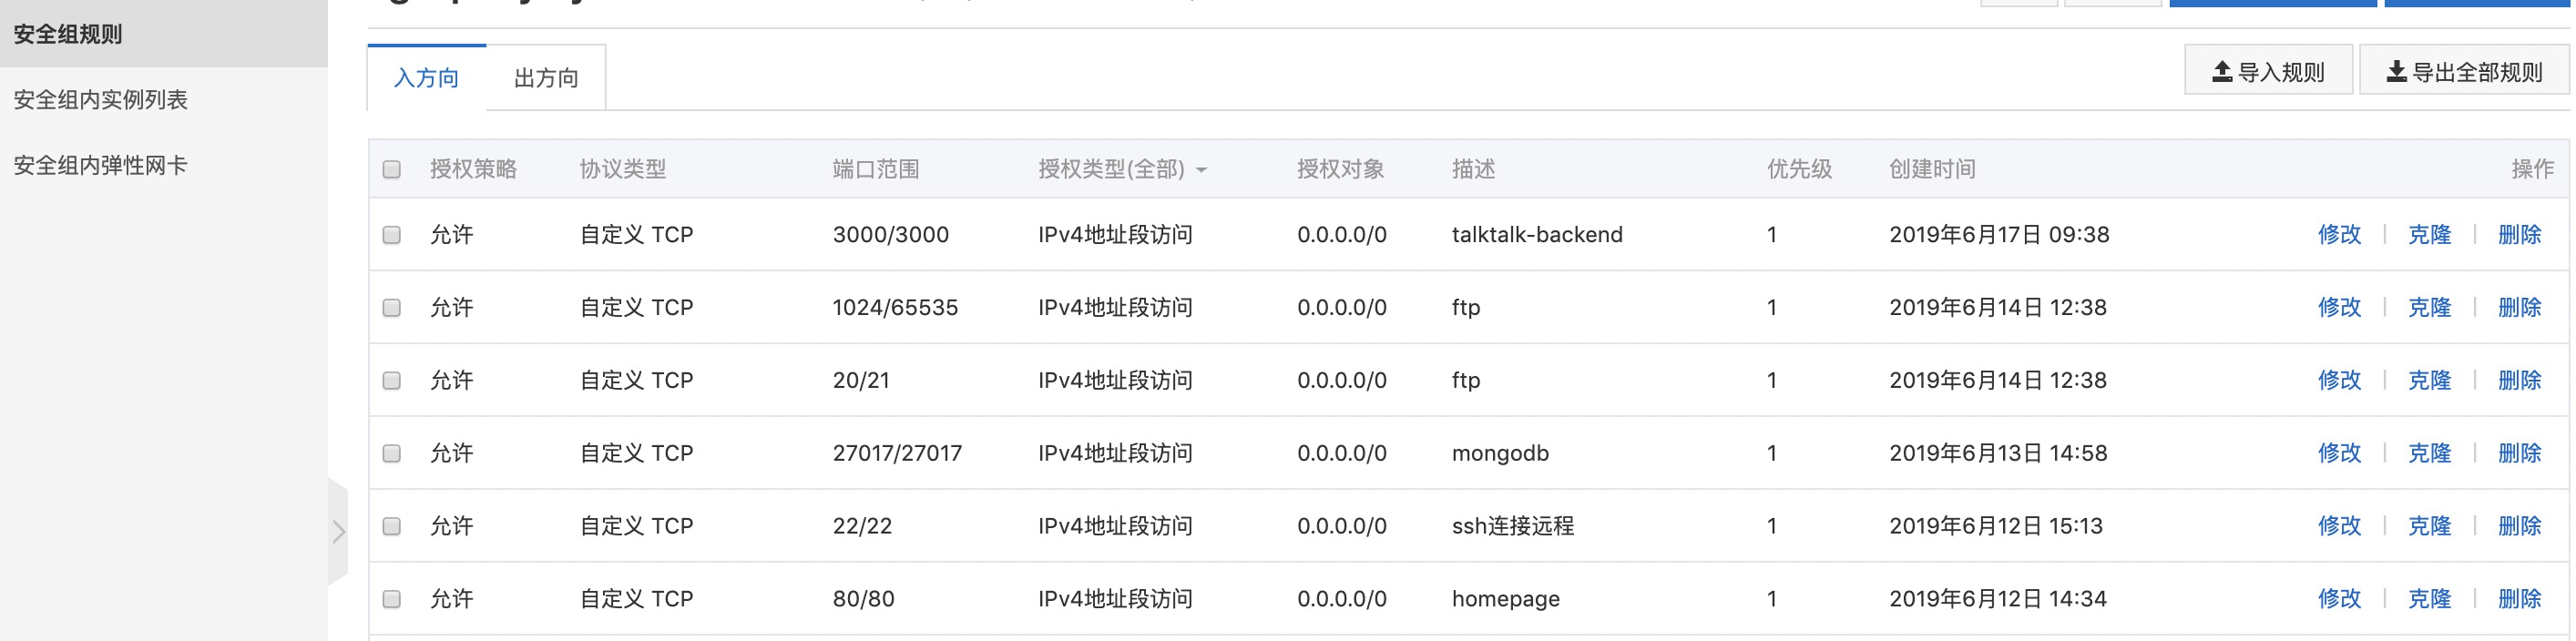 安全组规则
安全组内实例列表
安全组内弹性网卡
入方向 出方向 导入规则 导出全部规则
授权策略 协议类型 端口范围 授权类型(全部) 授权对象 描述 优先级 创建时间 操作
允许 自定义 TCP 3000/3000 IPv4地址段访问 0.0.0.0/0 talktalk-backend 1 2019年6月17日 09:38 修改 | 克隆 | 删除
允许 自定义 TCP 1024/65535 IPv4地址段访问 0.0.0.0/0 ftp 1 2019年6月14日 12:38 修改 | 克隆 | 删除
允许 自定义 TCP 20/21 IPv4地址段访问 0.0.0.0/0 ftp 1 2019年6月14日 12:38 修改 | 克隆 | 删除
允许 自定义 TCP 27017/27017 IPv4地址段访问 0.0.0.0/0 mongodb 1 2019年6月13日 14:58 修改 | 克隆 | 删除
允许 自定义 TCP 22/22 IPv4地址段访问 0.0.0.0/0 ssh连接远程 1 2019年6月12日 15:13 修改 | 克隆 | 删除
允许 自定义 TCP 80/80 IPv4地址段访问 0.0.0.0/0 homepage 1 2019年6月12日 14:34 修改 | 克隆 | 删除